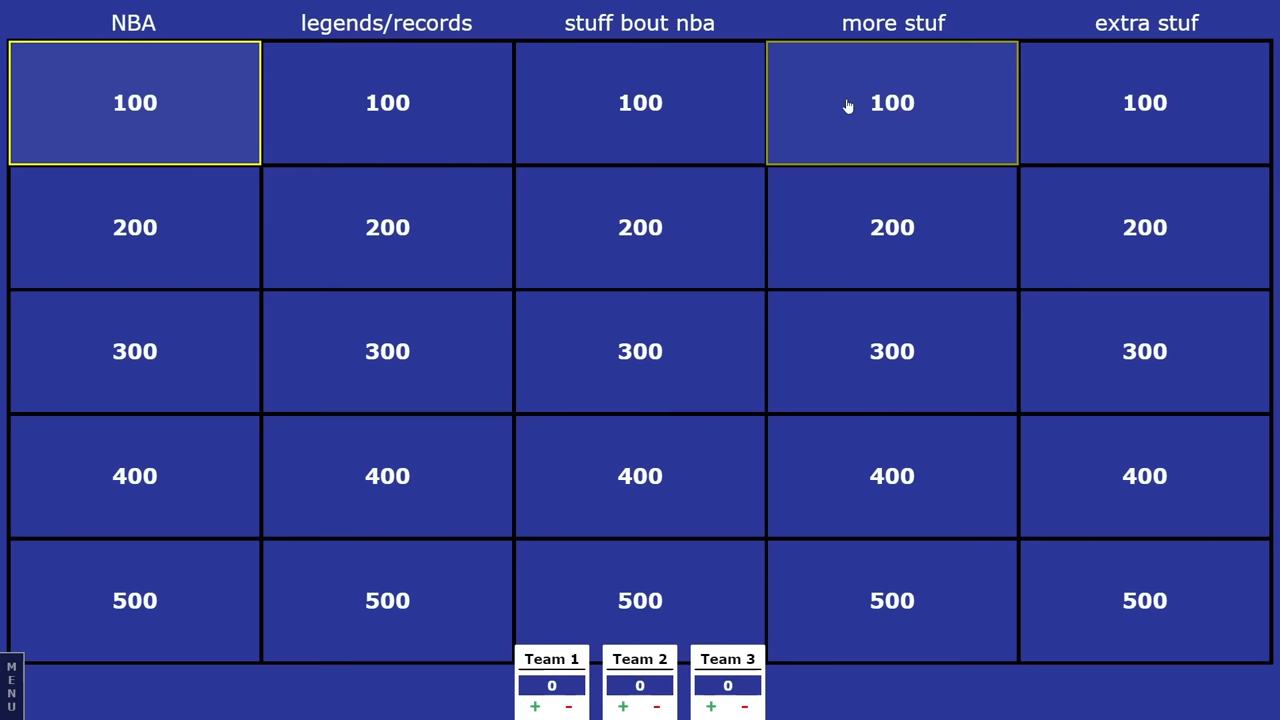 NBA legends/records stuff bout nba more stuf extra stuf
100 100 100 100 100
200 200 200 200 200
300 300 300 300 300
400 400 400 400 400
500 500 500 500 500
MENU
Team 1 Team 2 Team 3
0 0 0
+ - + - + -